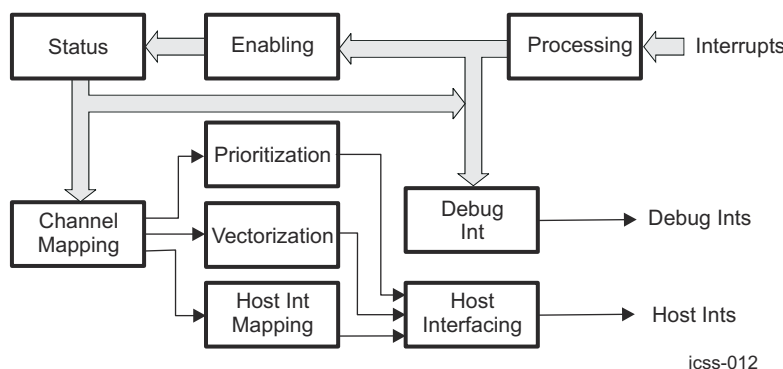 Status
Enabling
Processing
Interrupts
Prioritization
Channel
Mapping
Vectorization
Debug
Int
Debug Ints
Host Int
Mapping
Host
Interfacing
Host Ints
icss-012